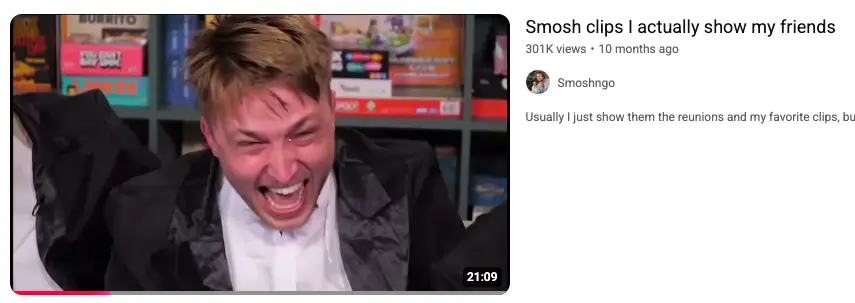 BURRITO
21:09
Smosh clips I actually show my friends
301K views • 10 months ago
Smoshngo
Usually I just show them the reunions and my favorite clips, bu